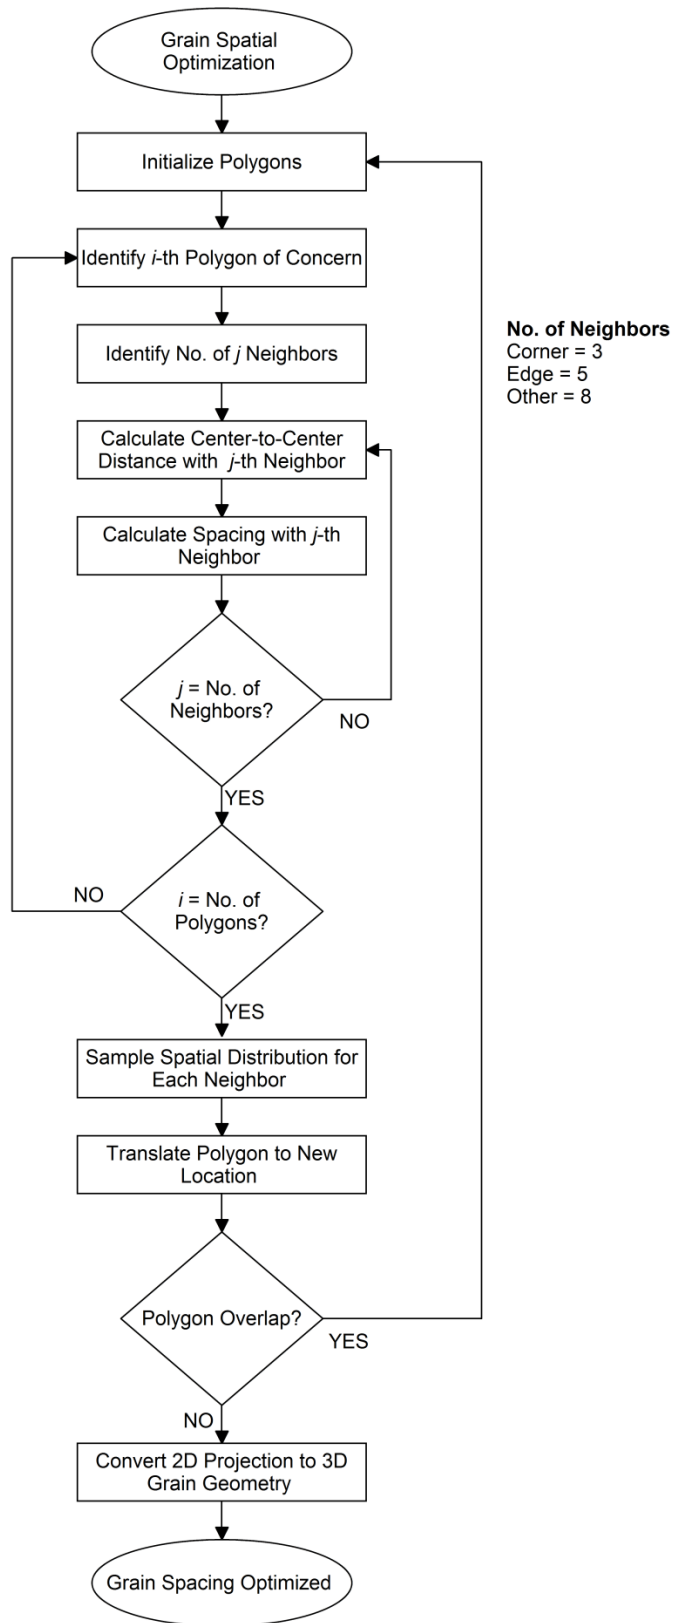 Grain Spatial
Optimization
Initialize Polygons
Identify i-th Polygon of Concern
Identify No. of j Neighbors
No. of Neighbors
Corner = 3
Edge = 5
Other = 8
Calculate Center-to-Center
Distance with j-th Neighbor
Calculate Spacing with j-th
Neighbor
j = No. of
Neighbors?
NO
YES
NO
i = No. of
Polygons?
YES
Sample Spatial Distribution for
Each Neighbor
Translate Polygon to New
Location
Polygon Overlap?
YES
NO
Convert 2D Projection to 3D
Grain Geometry
Grain Spacing Optimized